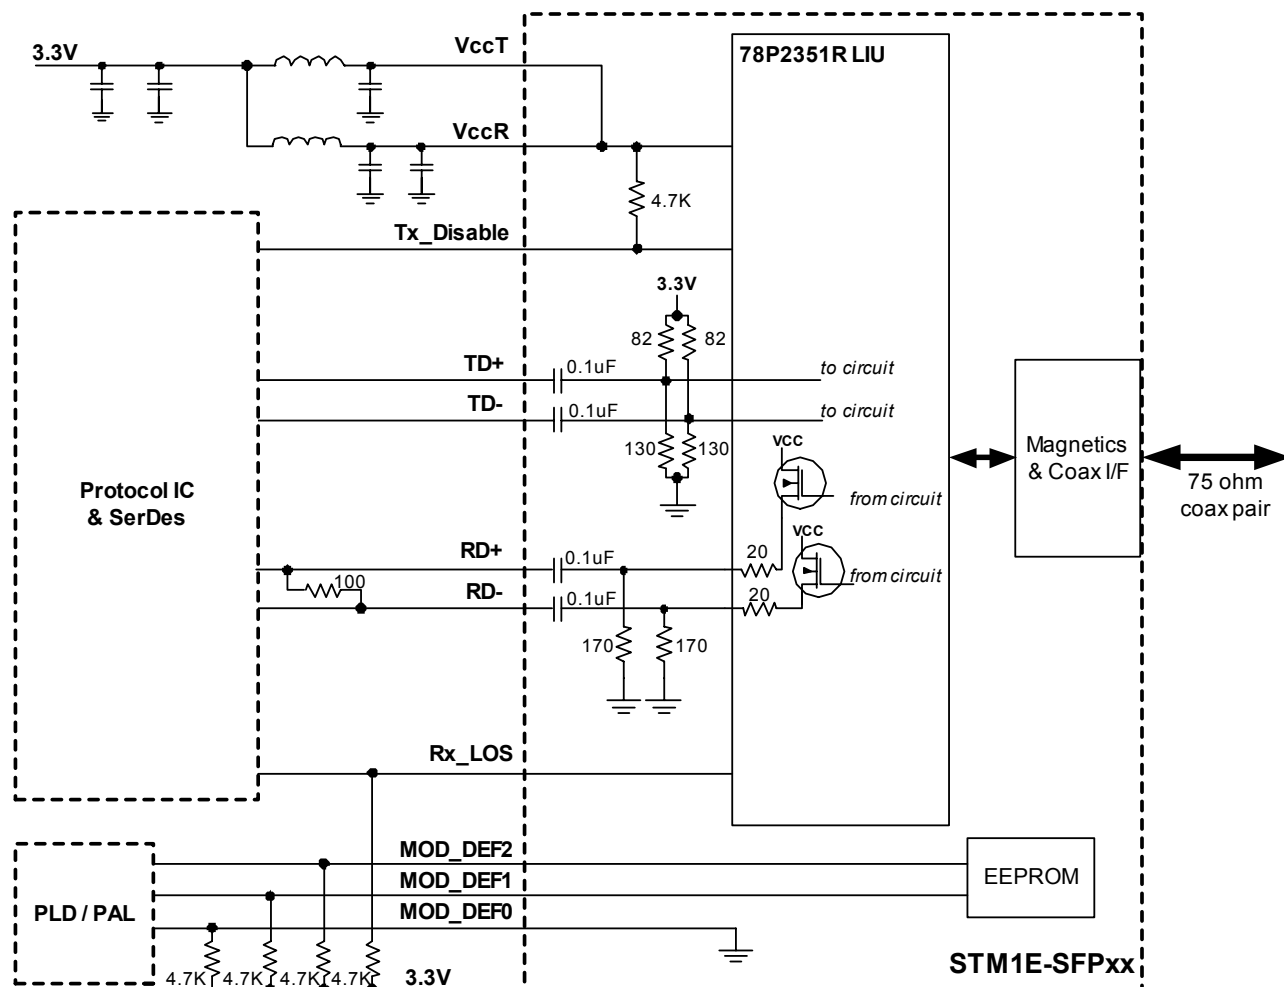 3.3V
VccT
78P2351R LIU
VccR
4.7K
Tx_Disable
3.3V
82
82
TD+
0.1uF
to circuit
TD-
0.1uF
to circuit
130
130
VCC
Magnetics
& Coax I/F
75 ohm
coax pair
Protocol IC
& SerDes
from circuit
VCC
RD+
0.1uF
20
from circuit
100
RD-
0.1uF
20
170
170
Rx_LOS
MOD_DEF2
EEPROM
MOD_DEF1
PLD / PAL
MOD_DEF0
4.7K
4.7K
4.7K
4.7K
3.3V
STM1E-SFPxx